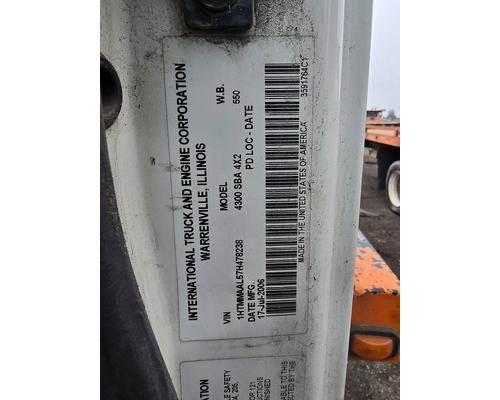 INTERNATIONAL TRUCK AND ENGINE CORPORATION
WARRENVILLE, ILLINOIS
VIN MODEL W.B.
1HTMMAAL57H478238 4300 SBA 4X2 550
DATE MFG. PD LOC - DATE
17-Jul-2006
3591764C1
MADE IN THE UNITED STATES OF AMERICA